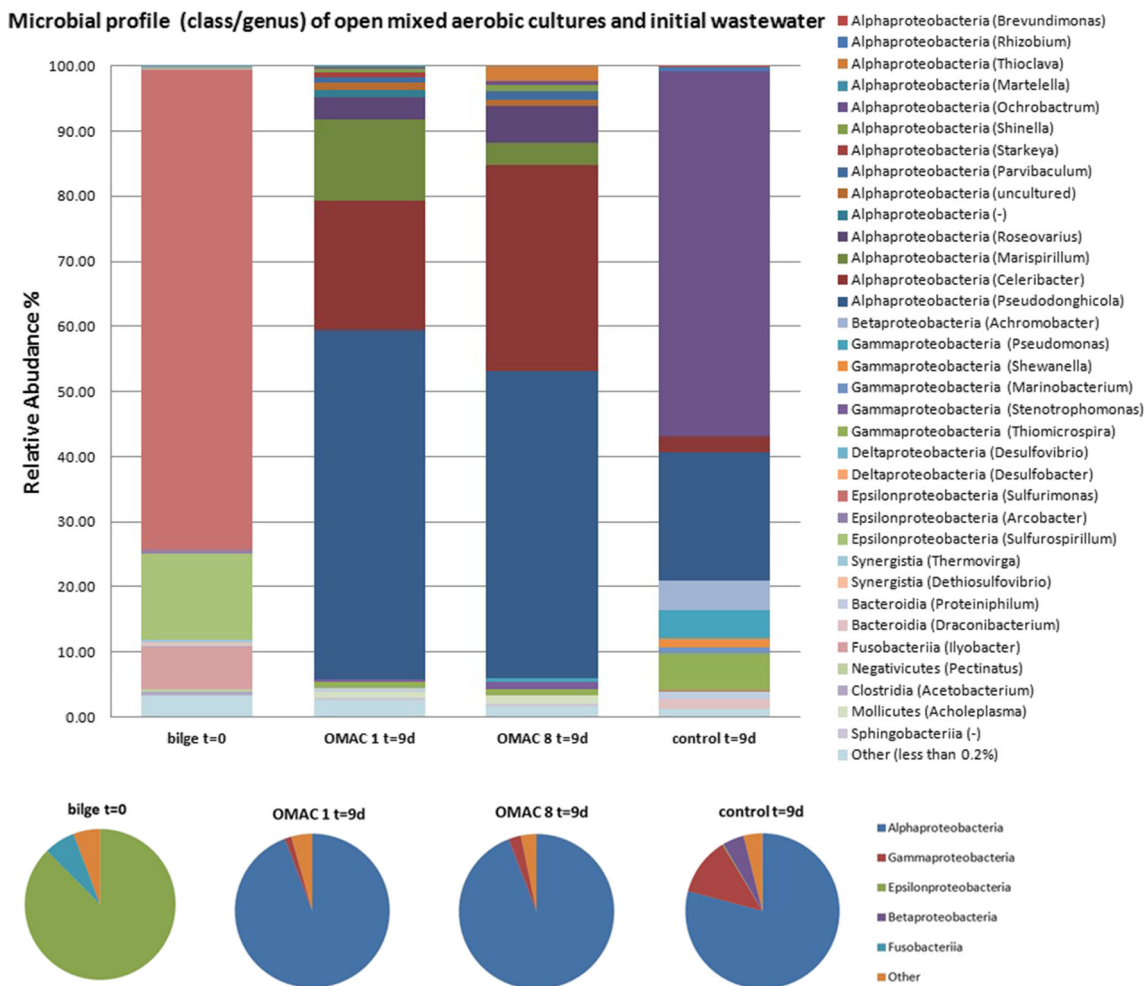 Microbial profile (class/genus) of open mixed aerobic cultures and initial wastewater
Relative Abudance %
100.00
90.00
80.00
70.00
60.00
50.00
40.00
30.00
20.00
10.00
0.00
bilge t=0
OMAC 1 t=9d
OMAC 8 t=9d
control t=9d
Alphaproteobacteria (Brevundimonas)
Alphaproteobacteria (Rhizobium)
Alphaproteobacteria (Thioclava)
Alphaproteobacteria (Martelella)
Alphaproteobacteria (Ochrobactrum)
Alphaproteobacteria (Shinella)
Alphaproteobacteria (Starkeya)
Alphaproteobacteria (Parvibaculum)
Alphaproteobacteria (uncultured)
Alphaproteobacteria (-)
Alphaproteobacteria (Roseovarius)
Alphaproteobacteria (Marispirillum)
Alphaproteobacteria (Celeribacter)
Alphaproteobacteria (Pseudodonghicola)
Betaproteobacteria (Achromobacter)
Gammaproteobacteria (Pseudomonas)
Gammaproteobacteria (Shewanella)
Gammaproteobacteria (Marinobacterium)
Gammaproteobacteria (Stenotrophomonas)
Gammaproteobacteria (Thiomicrospira)
Deltaproteobacteria (Desulfovibrio)
Deltaproteobacteria (Desulfobacter)
Epsilonproteobacteria (Sulfurimonas)
Epsilonproteobacteria (Arcobacter)
Epsilonproteobacteria (Sulfurospirillum)
Synergistia (Thermovirga)
Synergistia (Dethiosulfovibrio)
Bacteroidia (Proteiniphilum)
Bacteroidia (Draconibacterium)
Fusobacteriia (Ilyobacter)
Negativicutes (Pectinatus)
Clostridia (Acetobacterium)
Mollicutes (Acholeplasma)
Sphingobacteriia (-)
Other (less than 0.2%)
bilge t=0
OMAC 1 t=9d
OMAC 8 t=9d
control t=9d
Alphaproteobacteria
Gammaproteobacteria
Epsilonproteobacteria
Betaproteobacteria
Fusobacteriia
Other